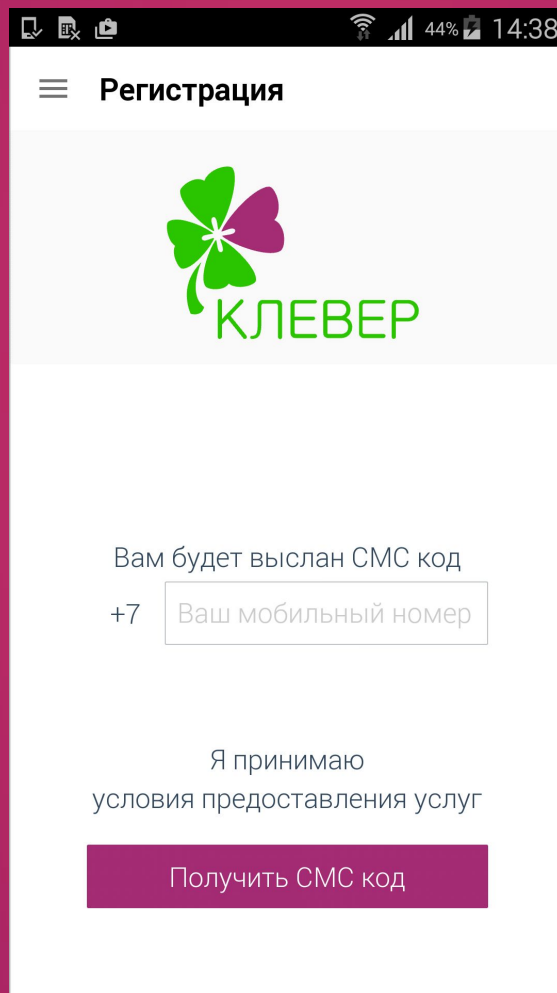 44% 14:38
Регистрация
КЛЕВЕР
Вам будет выслан СМС код
+7 Ваш мобильный номер
Я принимаю
условия предоставления услуг
Получить СМС код